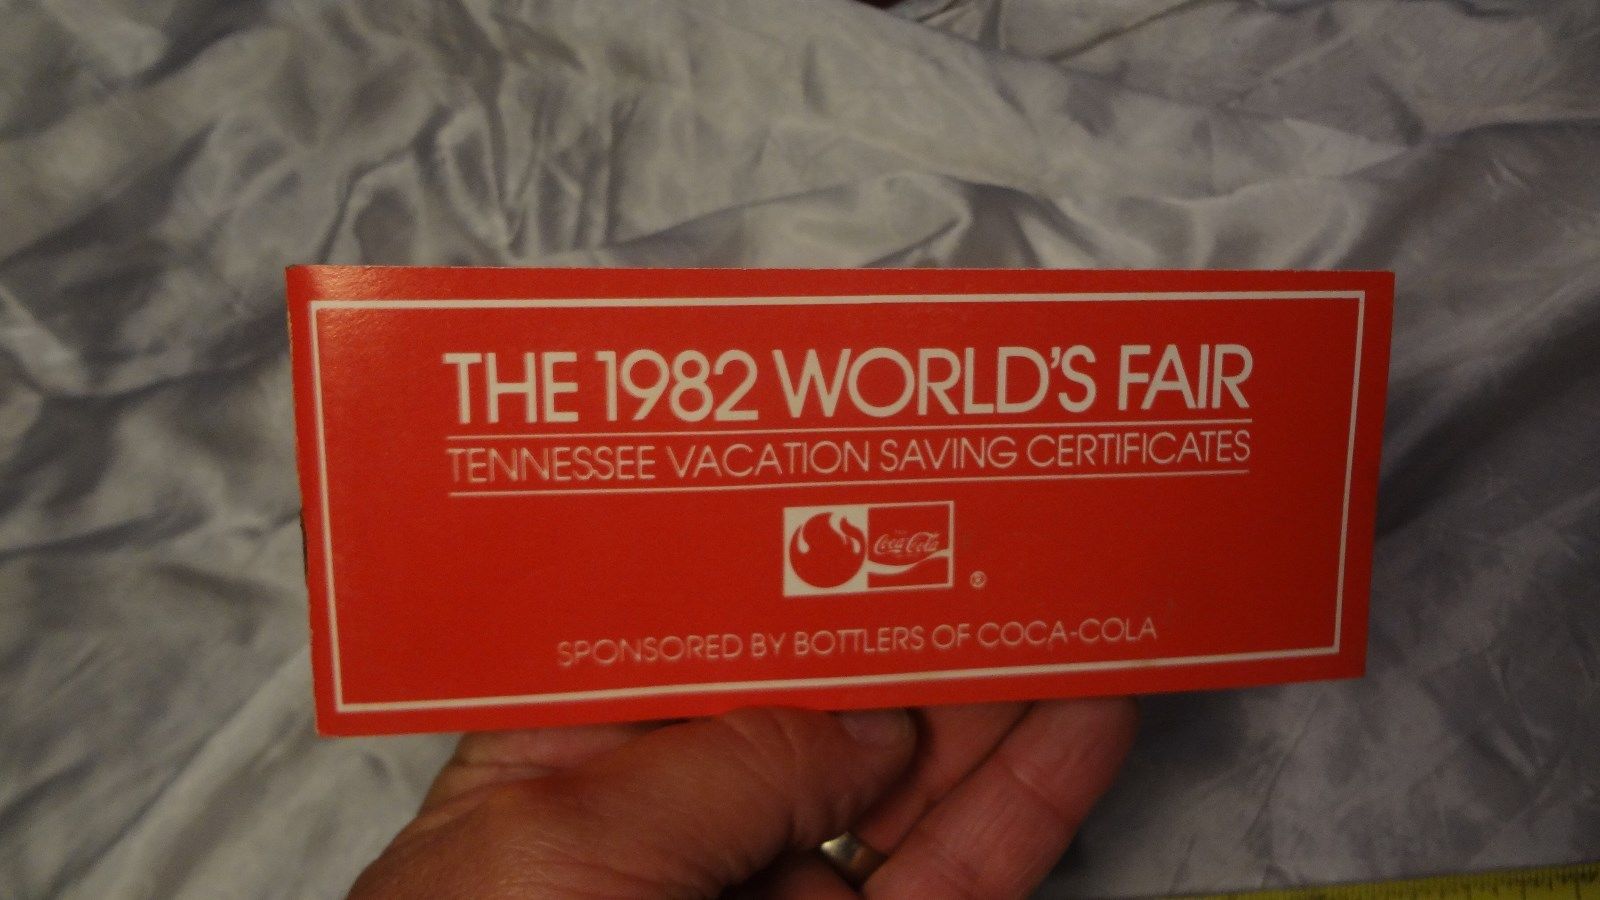 THE 1982 WORLD'S FAIR
TENNESSEE VACATION SAVING CERTIFICATES
Coca-Cola
®
SPONSORED BY BOTTLERS OF COCA-COLA